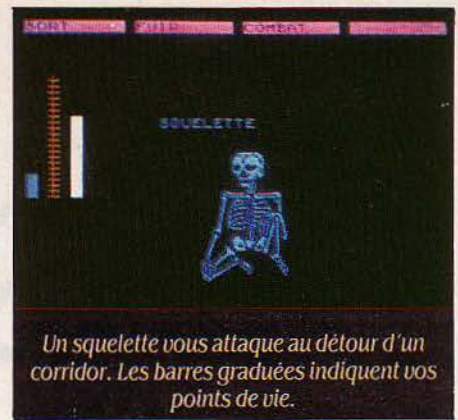 SORT FUIR COMBAT
SQUELETTE
Un squelette vous attaque au détour d'un
corridor. Les barres graduées indiquent vos
points de vie.